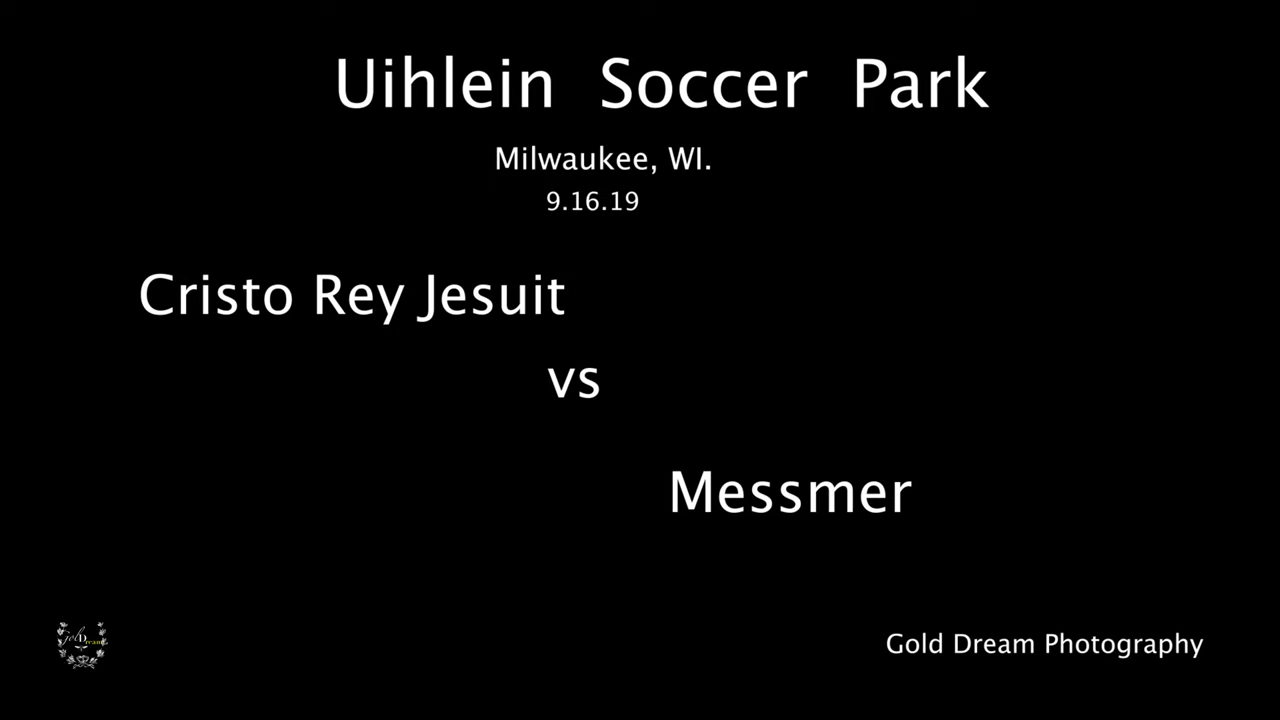 Uihlein Soccer Park
Milwaukee, WI.
9.16.19
Cristo Rey Jesuit
vs
Messmer
Gold Dream Photography